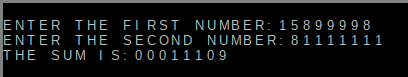 ENTER THE FIRST NUMBER: 15899998
ENTER THE SECOND NUMBER: 81111111
THE SUM IS: 00011109